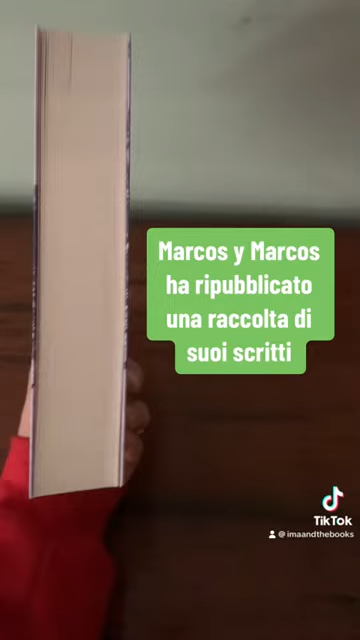 Marcos y Marcos
ha ripubblicato
una raccolta di
suoi scritti
TikTok
@imaandthebooks